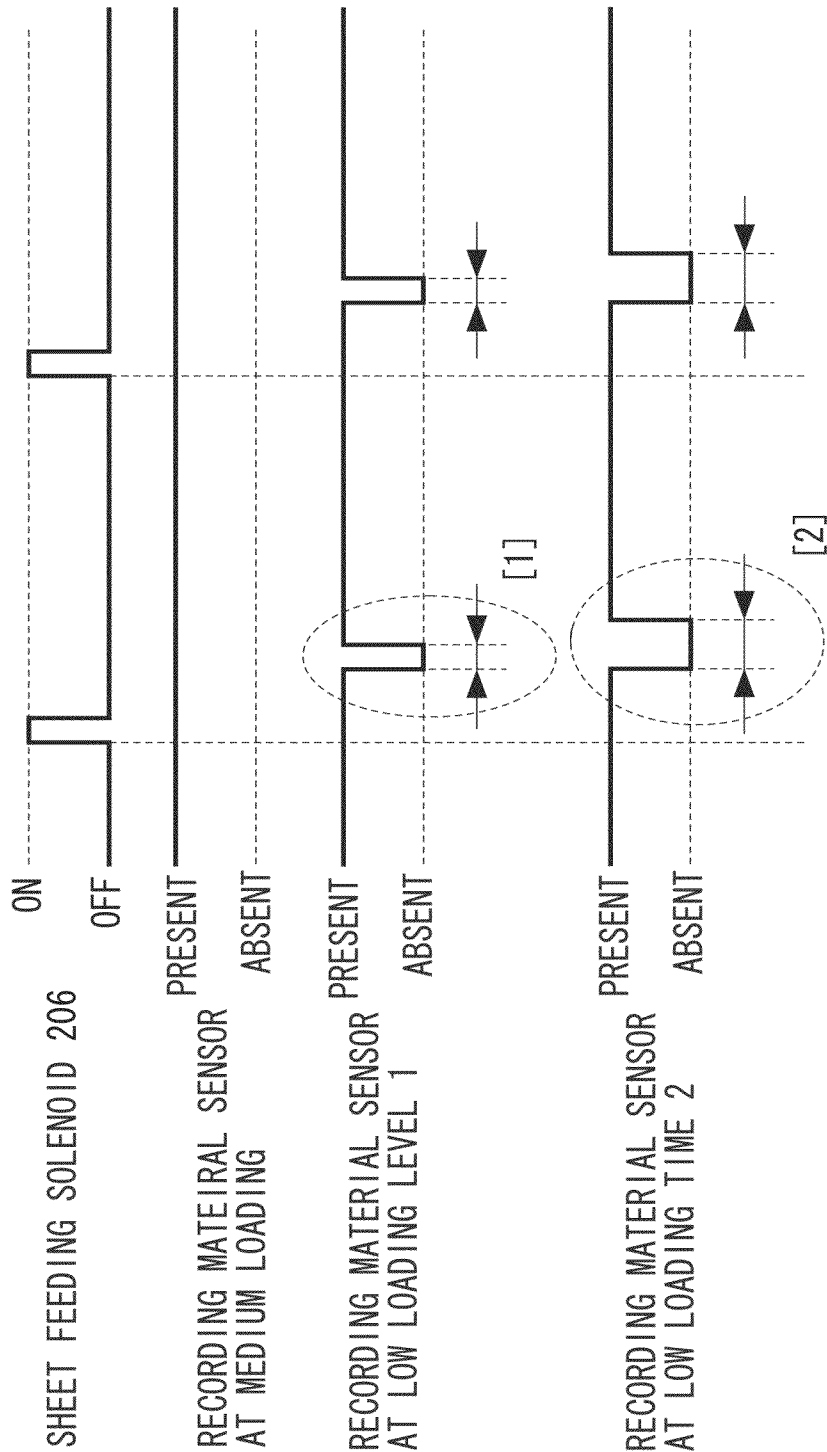 SHEET FEEDING SOLENOID 206
ON
OFF
RECORDING MATEIRAL SENSOR
AT MEDIUM LOADING
PRESENT
ABSENT
RECORDING MATERIAL SENSOR
AT LOW LOADING LEVEL 1
PRESENT
ABSENT
[1]
RECORDING MATERIAL SENSOR
AT LOW LOADING TIME 2
PRESENT
ABSENT
[2]